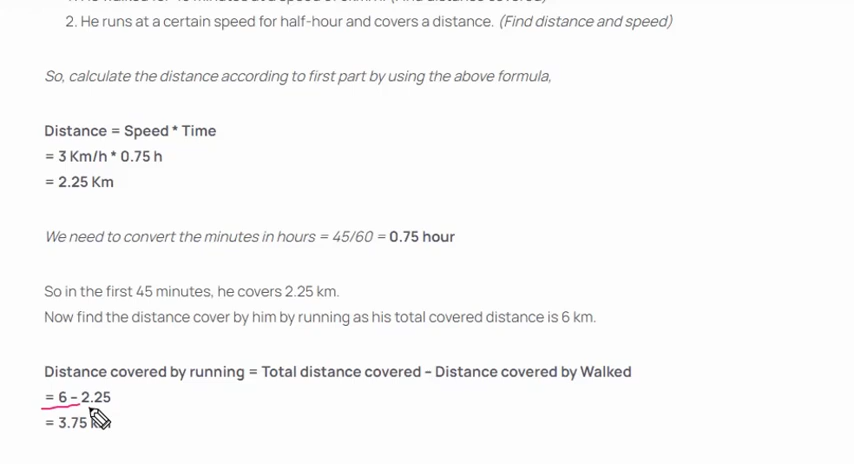 2. He runs at a certain speed for half-hour and covers a distance. (Find distance and speed)
So, calculate the distance according to first part by using the above formula,
Distance = Speed * Time
= 3 Km/h * 0.75 h
= 2.25 Km
We need to convert the minutes in hours = 45/60 = 0.75 hour
So in the first 45 minutes, he covers 2.25 km.
Now find the distance cover by him by running as his total covered distance is 6 km.
Distance covered by running = Total distance covered – Distance covered by Walked
= 6 – 2.25
= 3.75